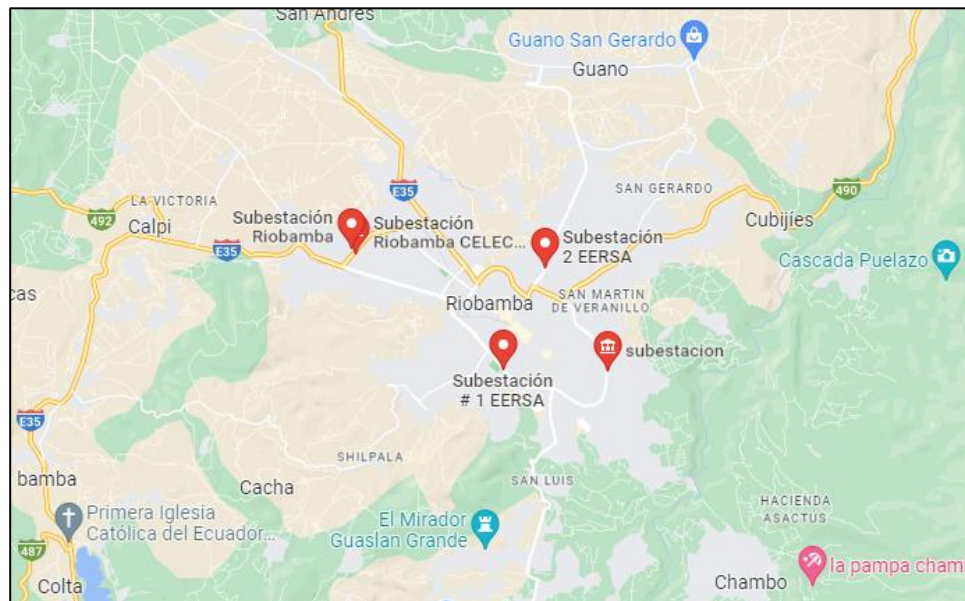 San Andrés
Guano San Gerardo
Guano
E35
SAN GERARDO
490
LA VICTORIA
492
Calpi
Subestación
Riobamba
Subestación
Riobamba CELEC...
Cubijíes
Subestación
2 EERSA
E35
Cascada Puelazo
cas
Riobamba
SAN MARTIN
DE VERANILLO
subestacion
Subestación
# 1 EERSA
E35
SHILPALA
bamba
Cacha
SAN LUIS
HACIENDA
ASACTUS
Primera Iglesia
Católica del Ecuador...
El Mirador
Guaslan Grande
487
la pampa cham
Colta
Chambo